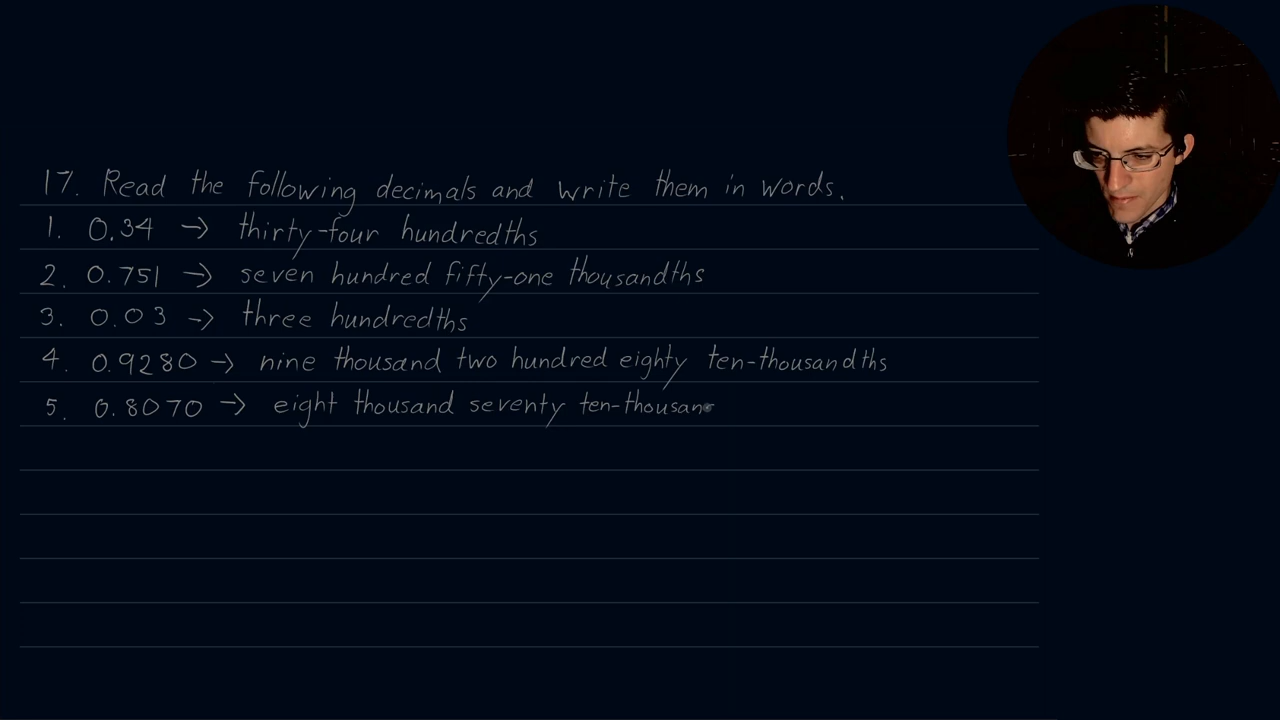 17. Read the following decimals and write them in words.
1. 0.34 → thirty-four hundredths
2. 0.751 → seven hundred fifty-one thousandths
3. 0.03 → three hundredths
4. 0.9280 → nine thousand two hundred eighty ten-thousandths
5. 0.8070 → eight thousand seventy ten-thousan